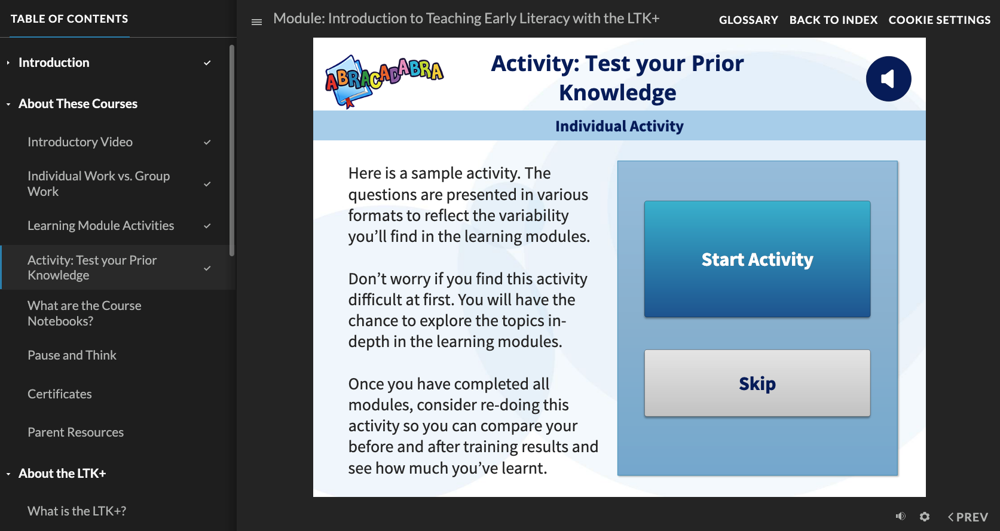 TABLE OF CONTENTS
Introduction
About These Courses
Introductory Video
Individual Work vs. Group
Work
Learning Module Activities
Activity: Test your Prior
Knowledge
What are the Course
Notebooks?
Pause and Think
Certificates
Parent Resources
About the LTK+
What is the LTK+?
Module: Introduction to Teaching Early Literacy with the LTK+
GLOSSARY
BACK TO INDEX
COOKIE SETTINGS
ABRACADABRA
Activity: Test your Prior
Knowledge
Individual Activity
Here is a sample activity. The
questions are presented in various
formats to reflect the variability
you’ll find in the learning modules.
Don’t worry if you find this activity
difficult at first. You will have the
chance to explore the topics in-
depth in the learning modules.
Once you have completed all
modules, consider re-doing this
activity so you can compare your
before and after training results and
see how much you’ve learnt.
Start Activity
Skip
PREV